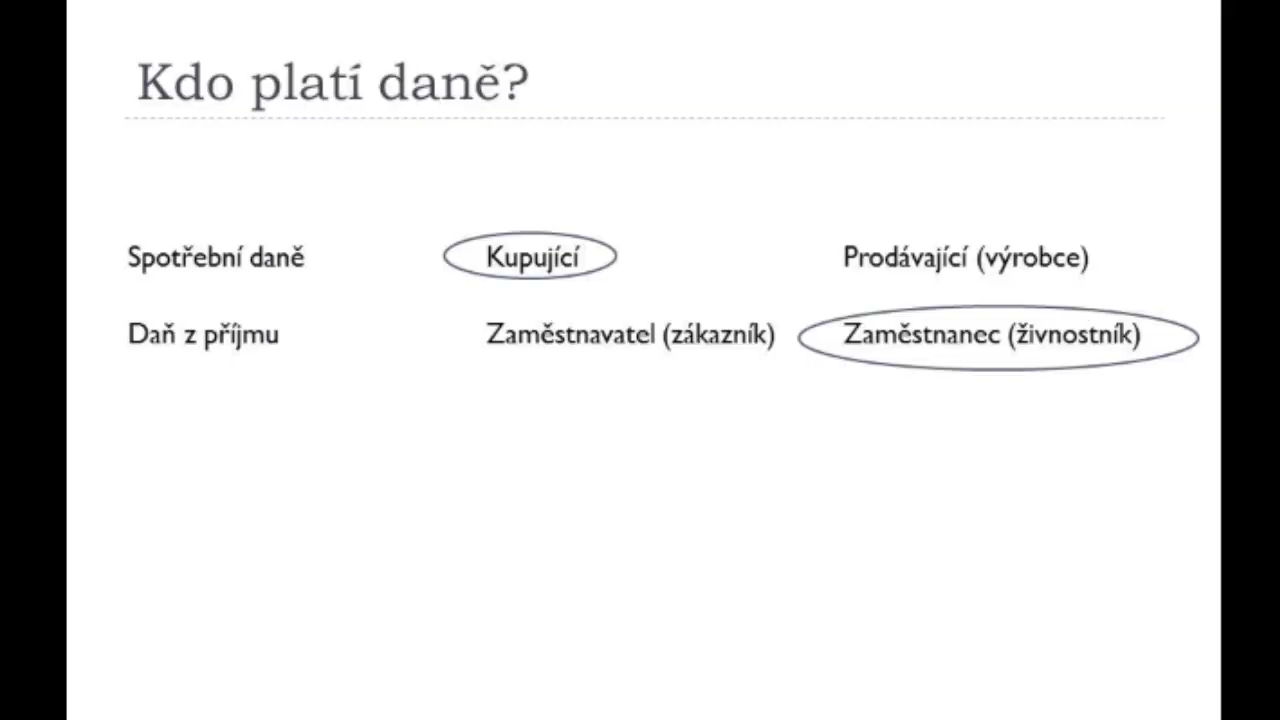 Kdo platí daně?
Spotřební daně Kupující Prodávající (výrobce)
Daň z příjmu Zaměstnavatel (zákazník) Zaměstnanec (živnostník)